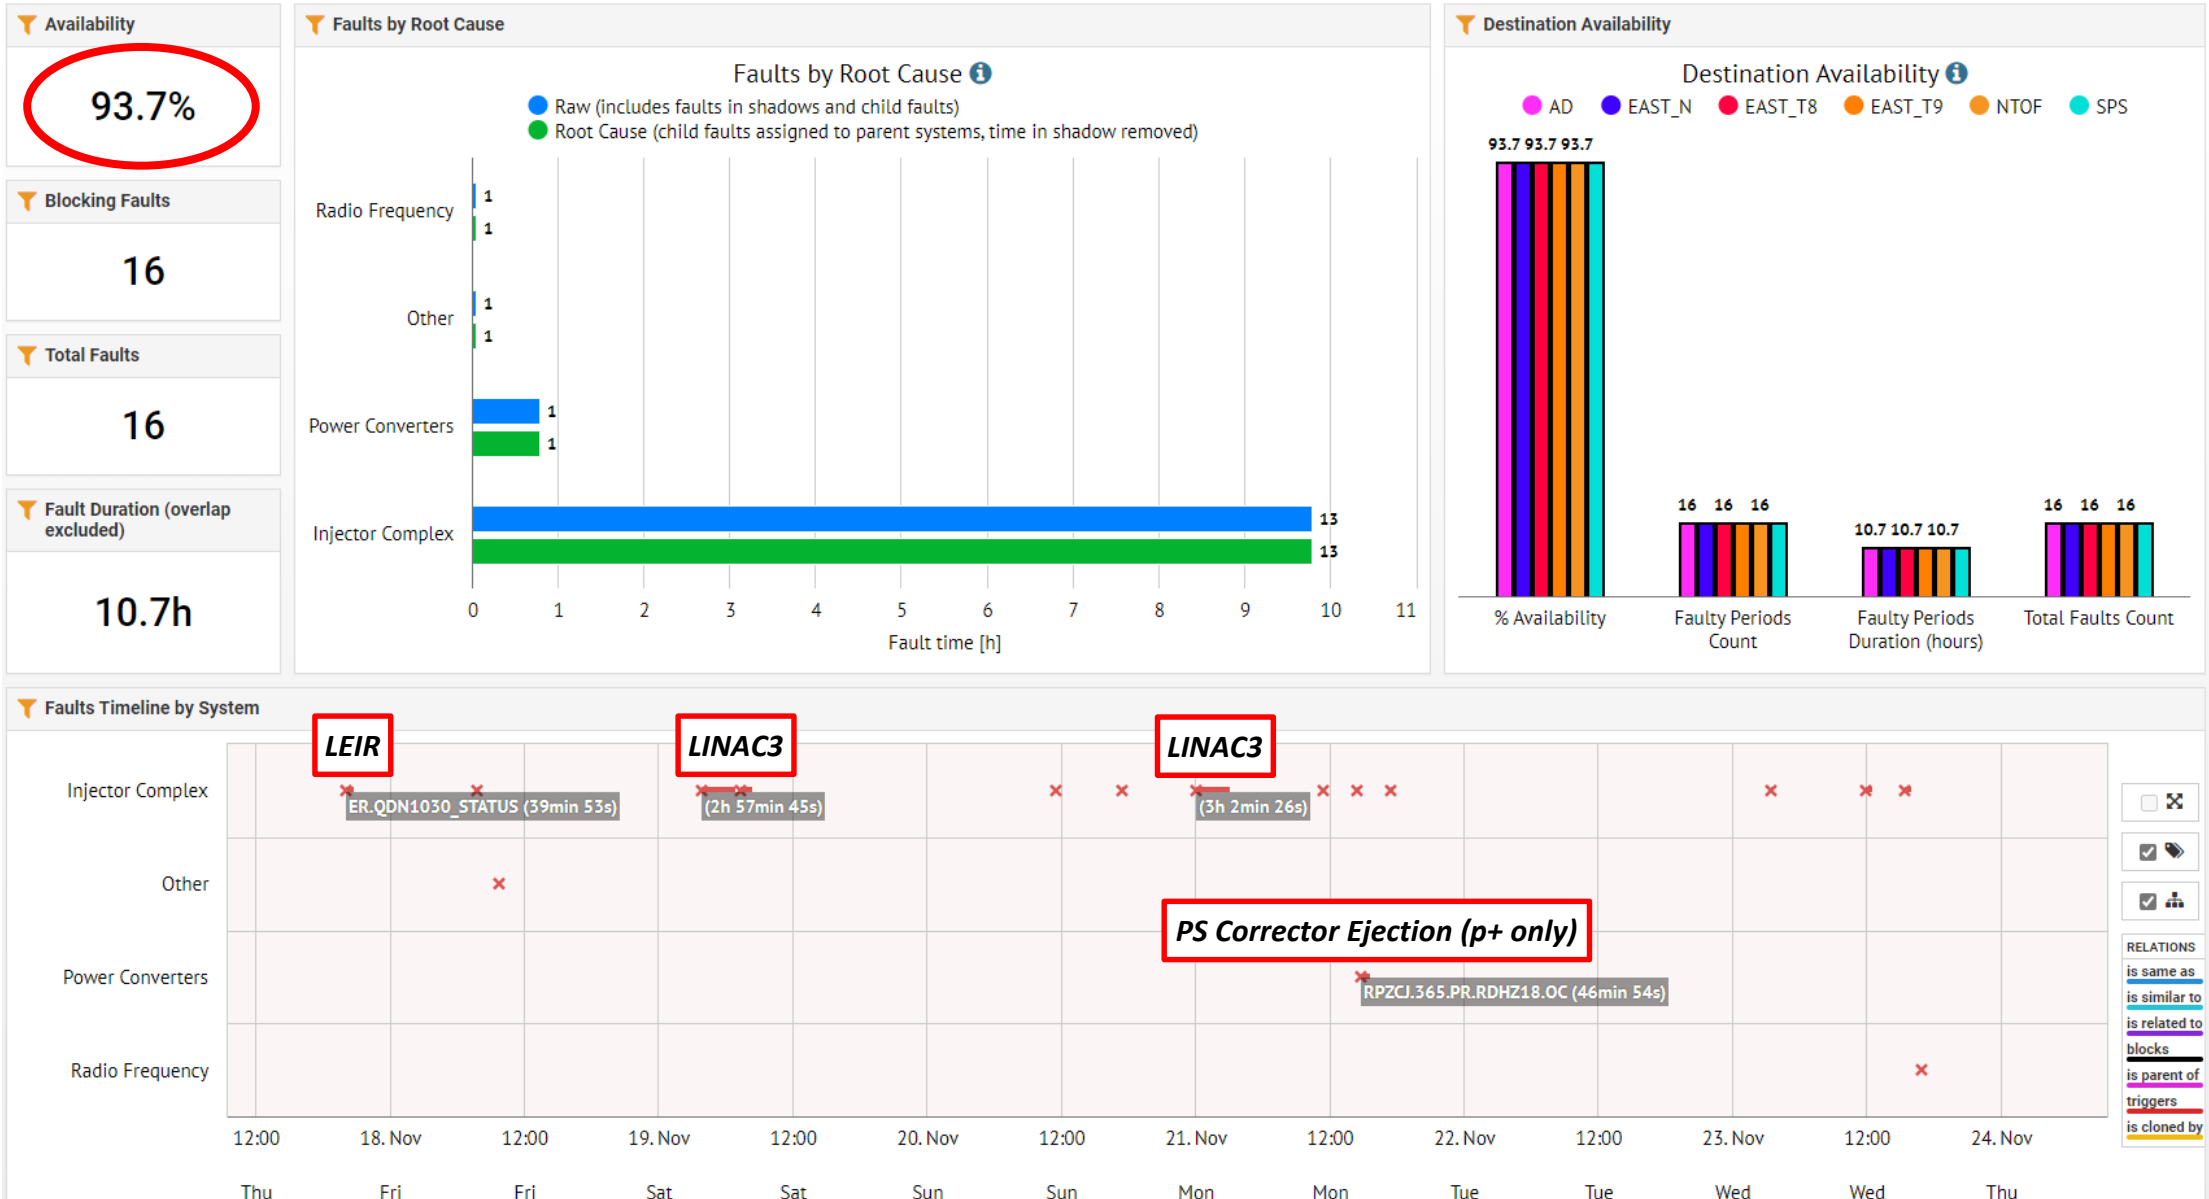 Availability
93.7%
Blocking Faults
16
Total Faults
16
Fault Duration (overlap
excluded)
10.7h
Faults by Root Cause
Faults by Root Cause
Raw (includes faults in shadows and child faults)
Root Cause (child faults assigned to parent systems, time in shadow removed)
Radio Frequency
1
1
Other
1
1
Power Converters
1
1
Injector Complex
13
13
0 1 2 3 4 5 6 7 8 9 10 11
Fault time [h]
Destination Availability
Destination Availability
AD EAST_N EAST_T8 EAST_T9 NTOF SPS
93.7 93.7 93.7
16 16 16
10.7 10.7 10.7
16 16 16
% Availability
Faulty Periods
Count
Faulty Periods
Duration (hours)
Total Faults Count
Faults Timeline by System
LEIR
LINAC3
LINAC3
Injector Complex
ER.QDN1030_STATUS (39min 53s)
(2h 57min 45s)
(3h 2min 26s)
Other
PS Corrector Ejection (p+ only)
Power Converters
RPZCJ.365.PR.RDHZ18.OC (46min 54s)
Radio Frequency
12:00 18. Nov 12:00 19. Nov 12:00 20. Nov 12:00 21. Nov 12:00 22. Nov 12:00 23. Nov 12:00 24. Nov
Thu Fri Fri Sat Sat Sun Sun Mon Mon Tue Tue Wed Wed Thu
RELATIONS
is same as
is similar to
is related to
blocks
is parent of
triggers
is cloned by